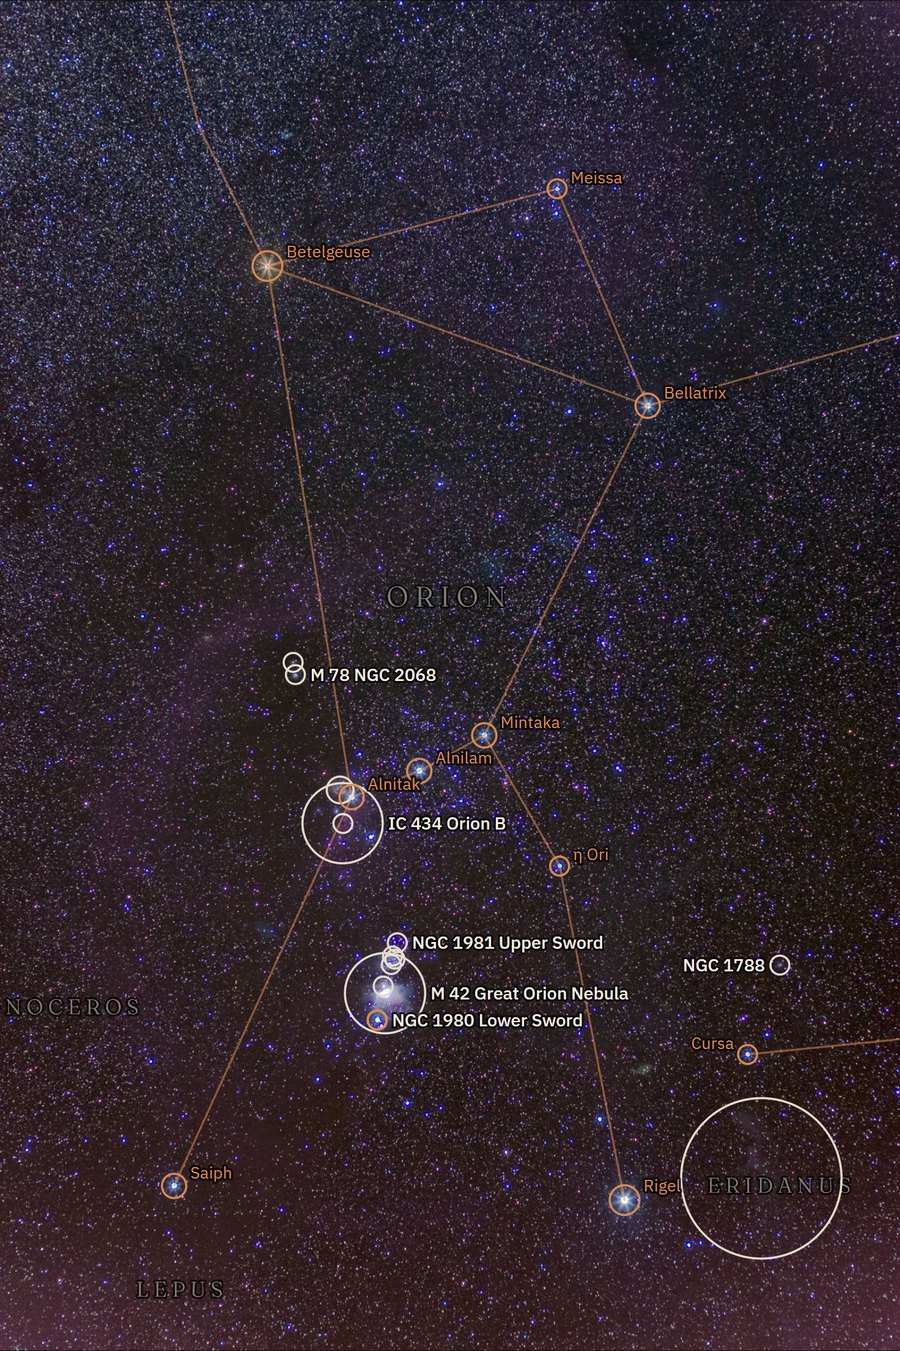 Meissa
Betelgeuse
Bellatrix
ORION
M 78 NGC 2068
Mintaka
Alnilam
Alnitak
IC 434 Orion B
η Ori
NGC 1981 Upper Sword
NGC 1788
M 42 Great Orion Nebula
NOCEROS
NGC 1980 Lower Sword
Cursa
Saiph
Rigel
ERIDANUS
LEPUS